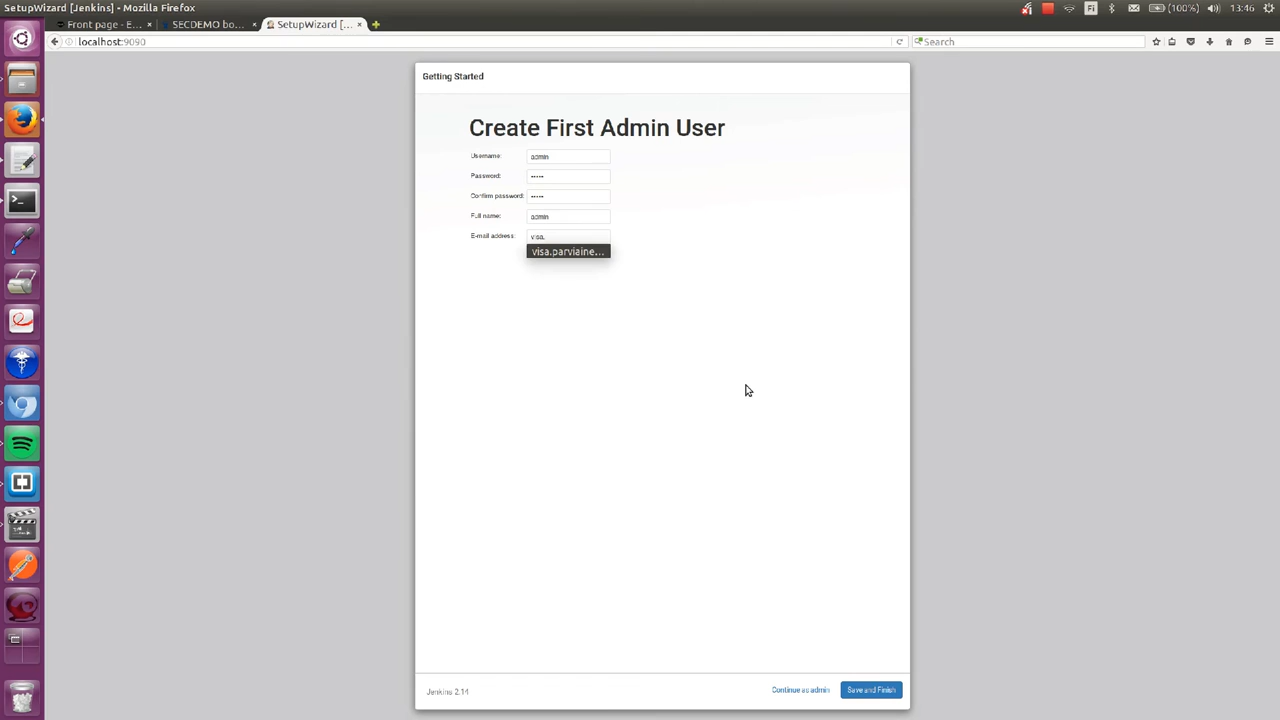 SetupWizard [Jenkins] - Mozilla Firefox
Fi
(100%)
13:46
Front page - E...
SECDEMO bo...
SetupWizard [...
localhost:9090
Search
Getting Started
Create First Admin User
Username: admin
Password: •••••
Confirm password: •••••
Full name: admin
E-mail address: visa.
visa.parviaine...
Jenkins 2.14
Continue as admin
Save and Finish